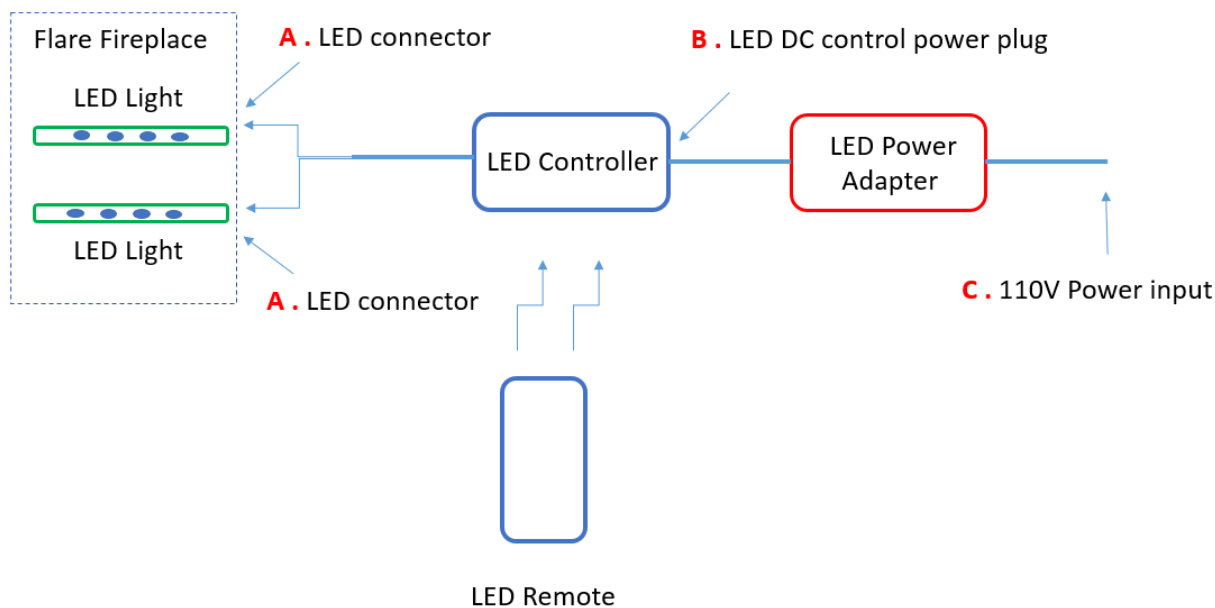 Flare Fireplace
A . LED connector
B . LED DC control power plug
LED Light
LED Controller
LED Power
Adapter
LED Light
A . LED connector
C . 110V Power input
LED Remote